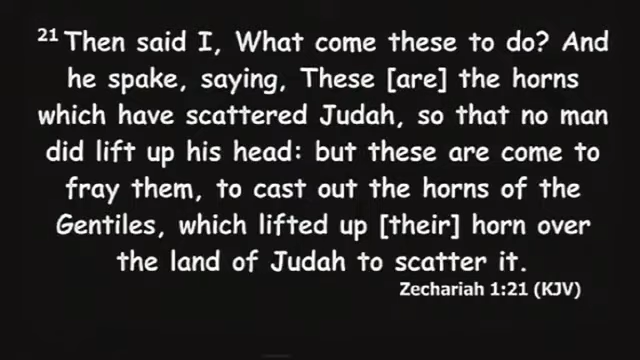 21 Then said I, What come these to do? And
he spake, saying, These [are] the horns
which have scattered Judah, so that no man
did lift up his head: but these are come to
fray them, to cast out the horns of the
Gentiles, which lifted up [their] horn over
the land of Judah to scatter it.
Zechariah 1:21 (KJV)